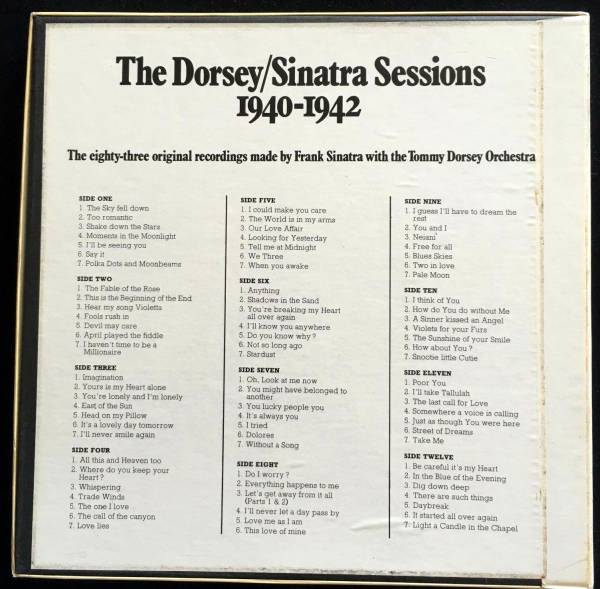 The Dorsey/Sinatra Sessions
1940-1942
The eighty-three original recordings made by Frank Sinatra with the Tommy Dorsey Orchestra
SIDE ONE
1. The Sky fell down
2. Too romantic
3. Shake down the Stars
4. Moments in the Moonlight
5. I'll be seeing you
6. Say it
7. Polka Dots and Moonbeams
SIDE TWO
1. The Fable of the Rose
2. This is the Beginning of the End
3. Hear my song Violetta
4. Fools rush in
5. Devil may care
6. April played the fiddle
7. I haven't time to be a
Millionaire
SIDE THREE
1. Imagination
2. Yours is my Heart alone
3. You're lonely and I'm lonely
4. East of the Sun
5. Head on my Pillow
6. It's a lovely day tomorrow
7. I'll never smile again
SIDE FOUR
1. All this and Heaven too
2. Where do you keep your
Heart?
3. Whispering
4. Trade Winds
5. The one I love
6. The call of the canyon
7. Love lies
SIDE FIVE
1. I could make you care
2. The World is in my arms
3. Our Love Affair
4. Looking for Yesterday
5. Tell me at Midnight
6. We Three
7. When you awake
SIDE SIX
1. Anything
2. Shadows in the Sand
3. You're breaking my Heart
all over again
4. I'll know you anywhere
5. Do you know why?
6. Not so long ago
7. Stardust
SIDE SEVEN
1. Oh, Look at me now
2. You might have belonged to
another
3. You lucky people you
4. It's always you
5. I tried
6. Dolores
7. Without a Song
SIDE EIGHT
1. Do I worry?
2. Everything happens to me
3. Let's get away from it all
(Parts 1 & 2)
4. I'll never let a day pass by
5. Love me as I am
6. This love of mine
SIDE NINE
1. I guess I'll have to dream the
rest
2. You and I
3. Neiani
4. Free for all
5. Blues Skies
6. Two in love
7. Pale Moon
SIDE TEN
1. I think of You
2. How do You do without Me
3. A Sinner kissed an Angel
4. Violets for your Furs
5. The Sunshine of your Smile
6. How about You?
7. Snootie little Cutie
SIDE ELEVEN
1. Poor You
2. I'll take Tallulah
3. The last call for Love
4. Somewhere a voice is calling
5. Just as though You were here
6. Street of Dreams
7. Take Me
SIDE TWELVE
1. Be careful it's my Heart
2. In the Blue of the Evening
3. Dig down deep
4. There are such things
5. Daybreak
6. It started all over again
7. Light a Candle in the Chapel